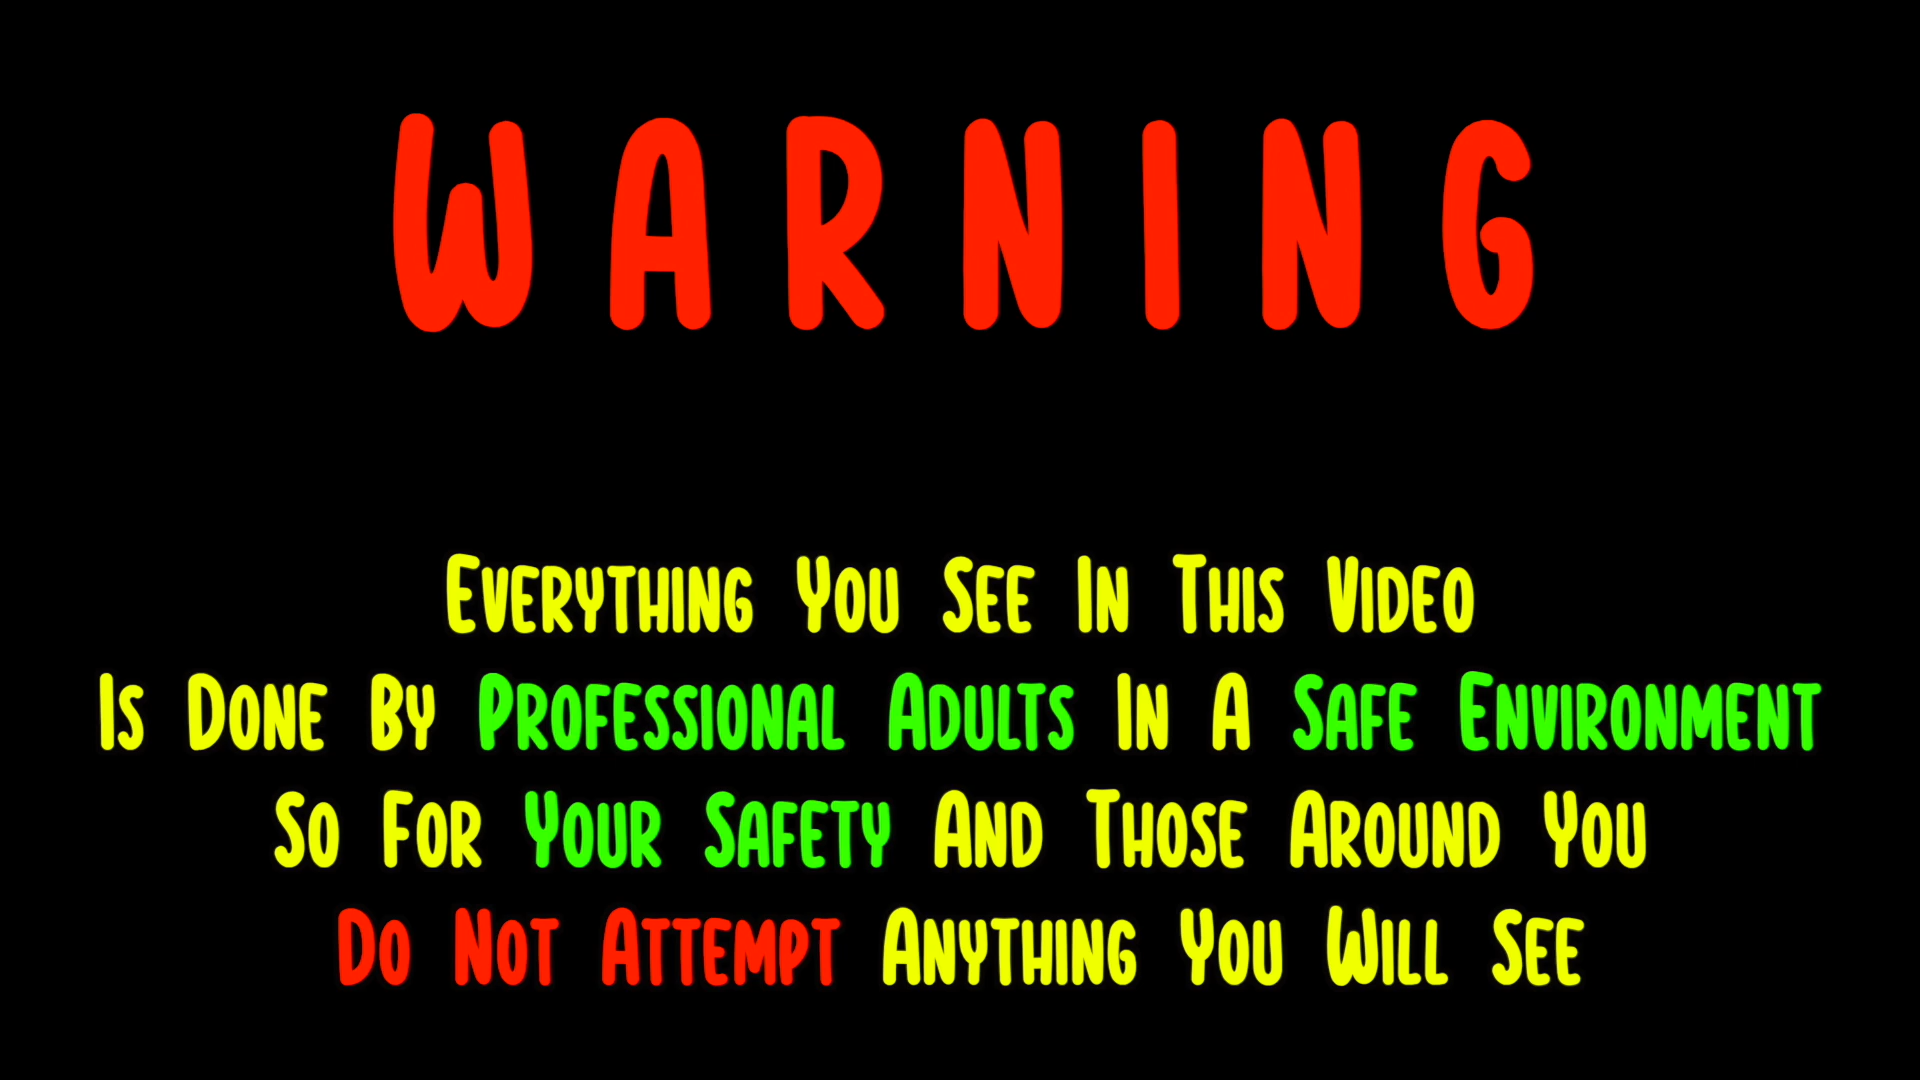 WARNING
Everything You See In This Video
Is Done By Professional Adults In A Safe Environment
So For Your Safety And Those Around You
Do Not Attempt Anything You Will See